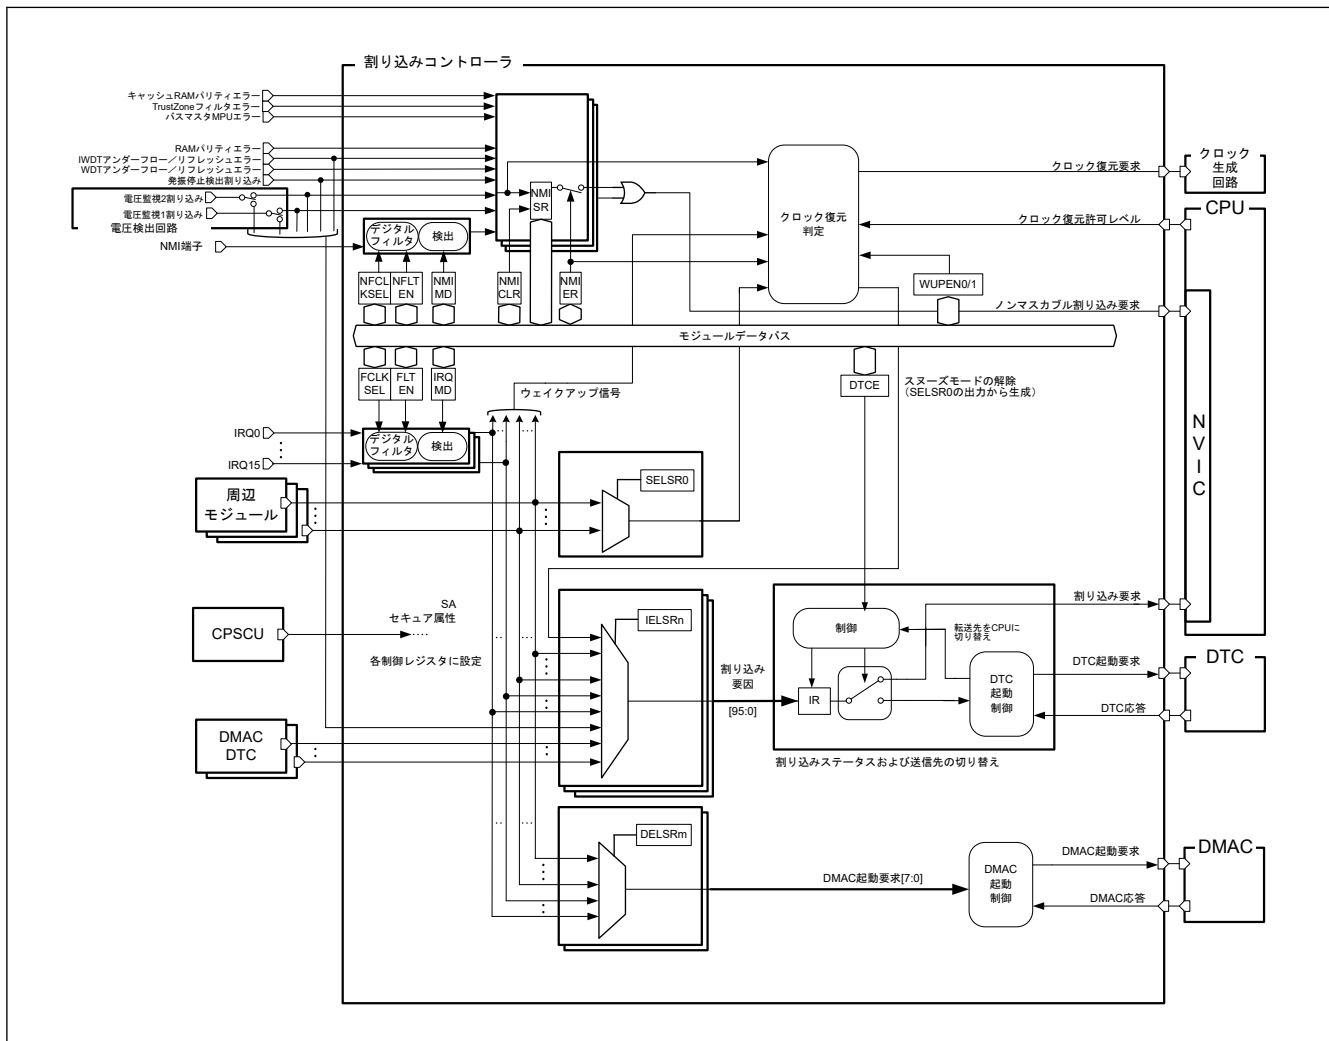 割り込みコントローラ
キャッシュRAMパリティエラー
TrustZoneフィルタエラー
バスマスタMPUエラー
RAMパリティエラー
IWDTアンダーフロー／リフレッシュエラー
WDTアンダーフロー／リフレッシュエラー
発振停止検出割り込み
電圧監視2割り込み
電圧監視1割り込み
電圧検出回路
NMI端子
デジタル
フィルタ
検出
NFCL
KSEL
NFLT
EN
NMI
MD
NMI
SR
NMI
CLR
NMI
ER
クロック復元
判定
クロック復元要求
クロック
生成
回路
クロック復元許可レベル
CPU
WUPEN0/1
ノンマスカブル割り込み要求
モジュールデータバス
FCLK
SEL
FLT
EN
IRQ
MD
ウェイクアップ信号
DTCE
スヌーズモードの解除
（SELSR0の出力から生成）
NVIC
IRQ0
IRQ15
デジタル
フィルタ
検出
周辺
モジュール
SELSR0
CPSCU
SA
セキュア属性
各制御レジスタに設定
IELSRn
割り込み
要因
[95:0]
制御
転送先をCPUに
切り替え
IR
DTC
起動
制御
割り込み要求
DTC起動要求
DTC応答
DTC
割り込みステータスおよび送信先の切り替え
DMAC
DTC
DELSRm
DMAC起動要求[7:0]
DMAC
起動
制御
DMAC起動要求
DMAC応答
DMAC